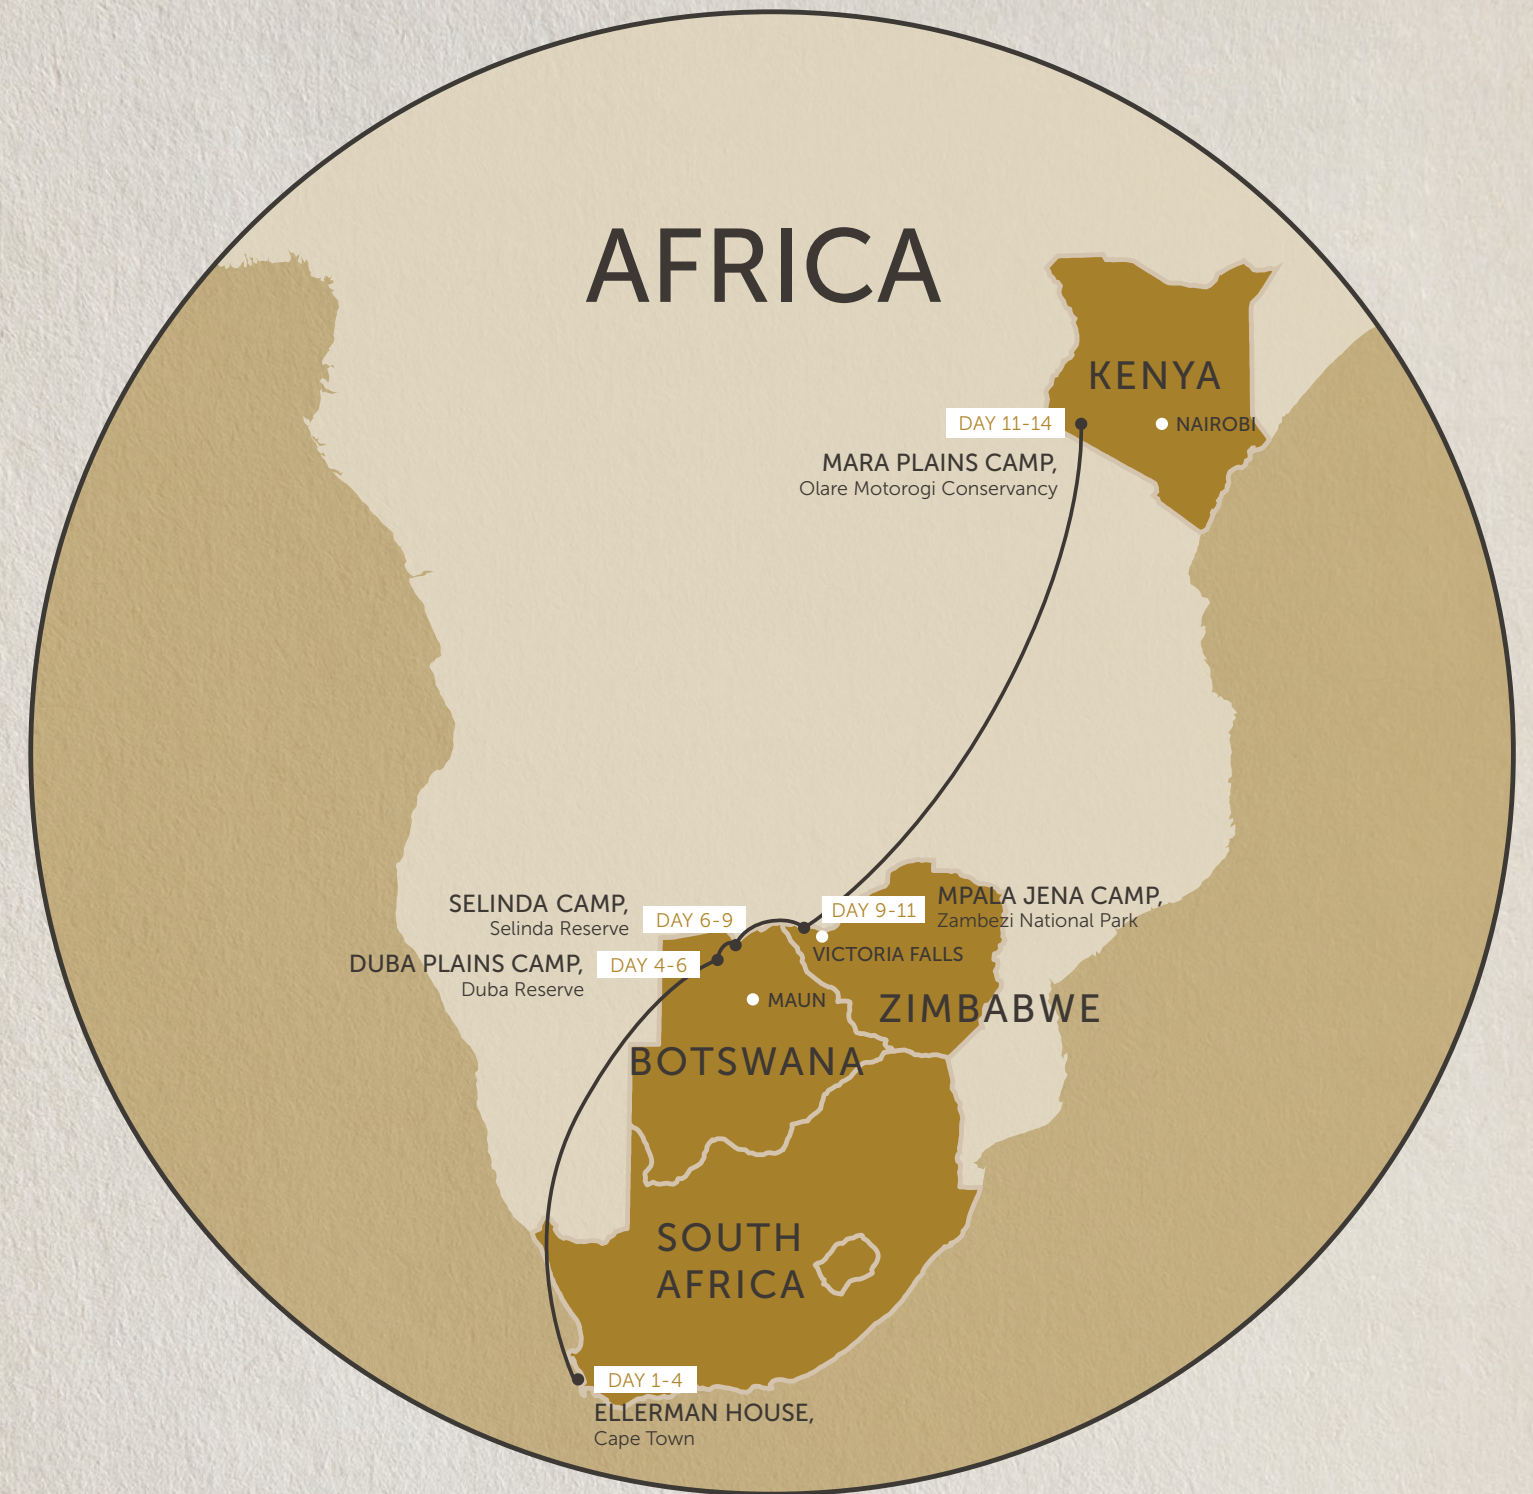 AFRICA
KENYA
DAY 11-14
NAIROBI
MARA PLAINS CAMP,
Olare Motorogi Conservancy
SELINDA CAMP,
Selinda Reserve
DAY 6-9
DAY 9-11
MPALA JENA CAMP,
Zambezi National Park
DUBA PLAINS CAMP,
Duba Reserve
DAY 4-6
VICTORIA FALLS
MAUN
ZIMBABWE
BOTSWANA
SOUTH
AFRICA
DAY 1-4
ELLERMAN HOUSE,
Cape Town